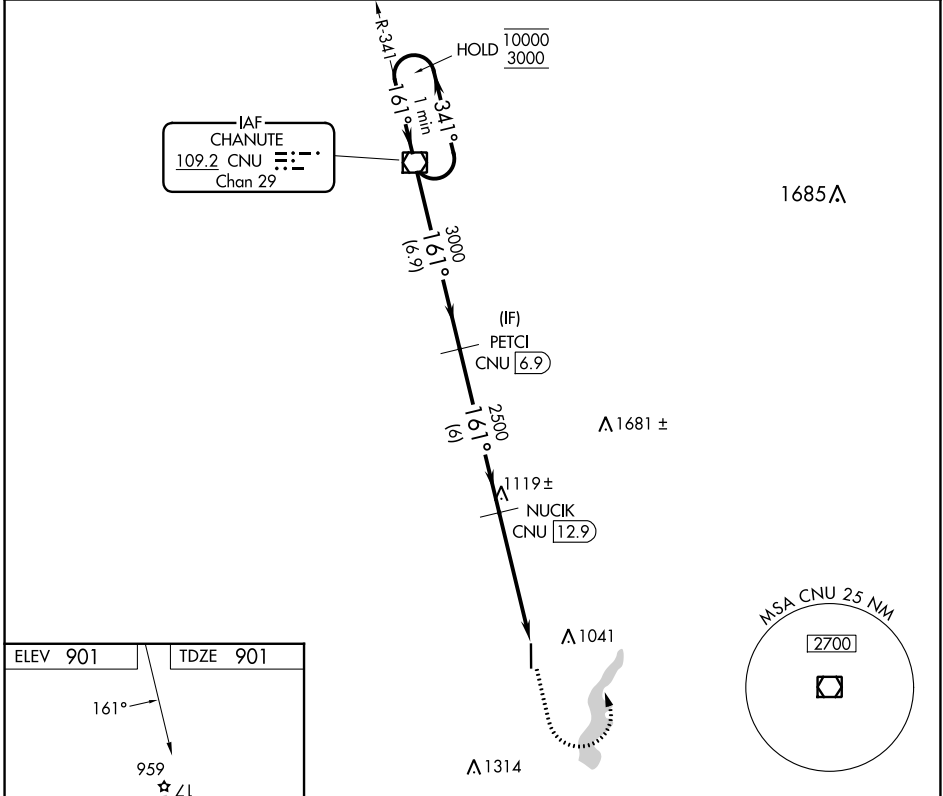 R-341
HOLD 10000
3000
161°
1 min
341°
IAF
CHANUTE
109.2 CNU
Chan 29
1685
3000
161°
(6.9)
(IF)
PETCI
CNU 6.9
2500
161°
(6)
1681 ±
1119 ±
NUCIK
CNU 12.9
1041
MSA CNU 25 NM
2700
ELEV 901
TDZE 901
161°
959
1314